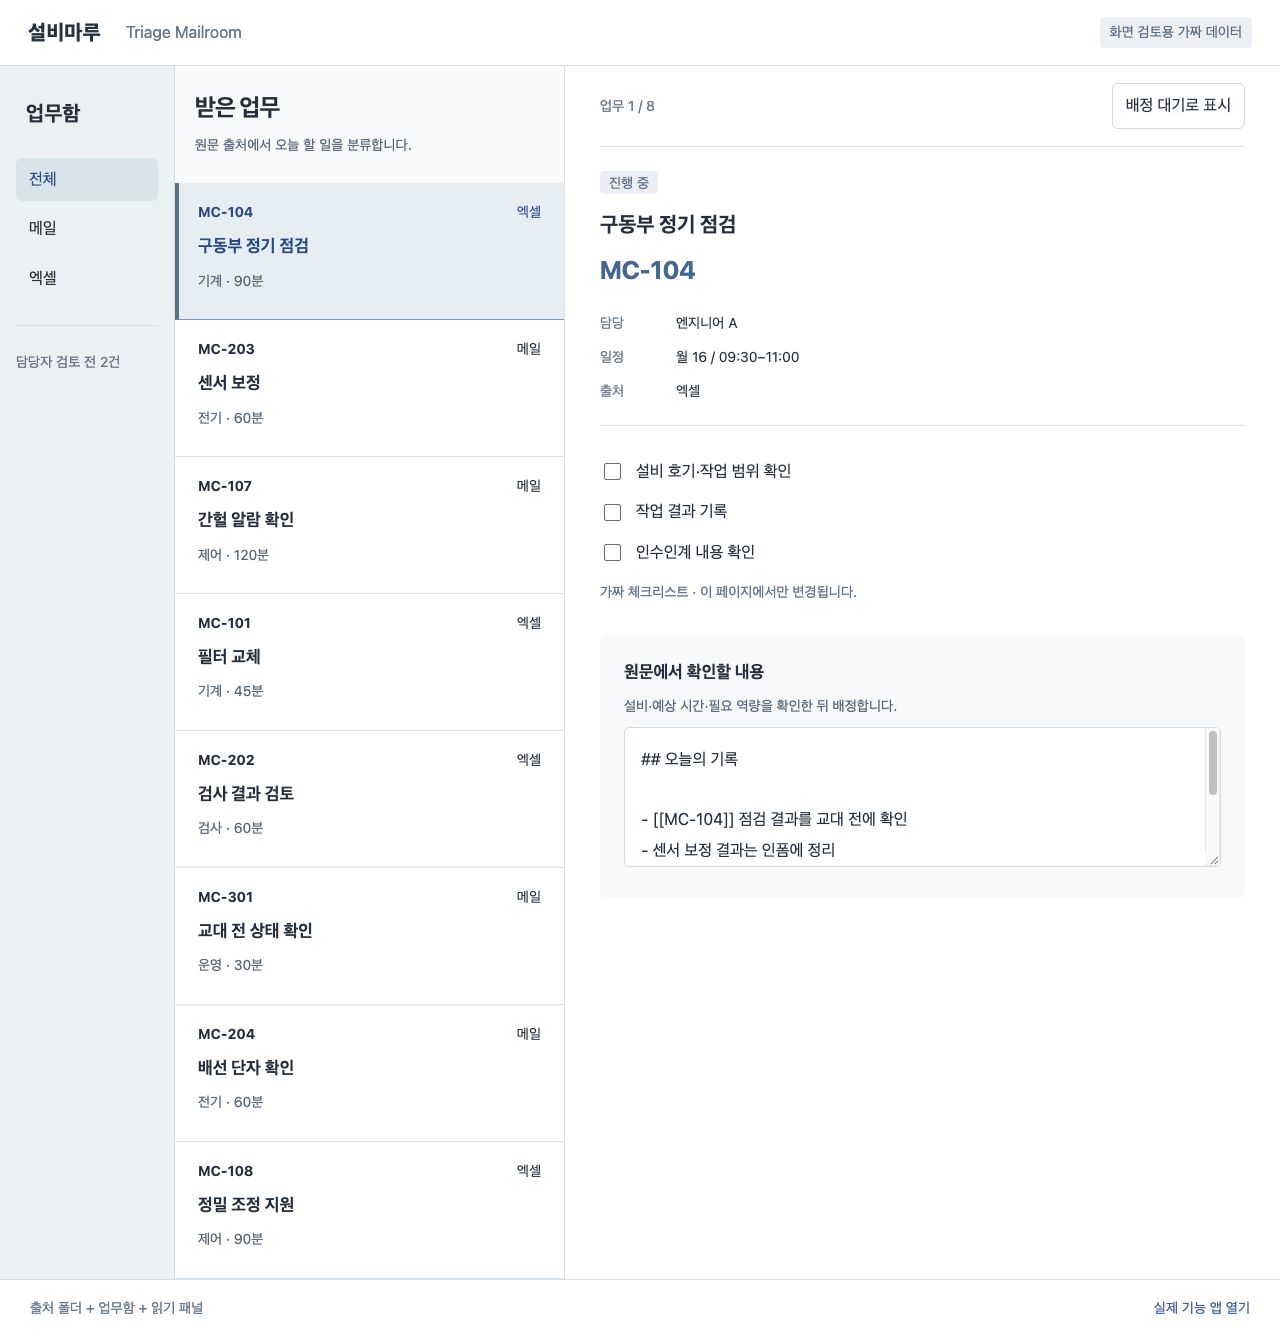 설비마루
Triage Mailroom
화면 검토용 가짜 데이터
업무함
전체
메일
엑셀
담당자 검토 전 2건
받은 업무
원문 출처에서 오늘 할 일을 분류합니다.
MC-104 엑셀
구동부 정기 점검
기계 · 90분
MC-203 메일
센서 보정
전기 · 60분
MC-107 메일
간헐 알람 확인
제어 · 120분
MC-101 엑셀
필터 교체
기계 · 45분
MC-202 엑셀
검사 결과 검토
검사 · 60분
MC-301 메일
교대 전 상태 확인
운영 · 30분
MC-204 메일
배선 단자 확인
전기 · 60분
MC-108 엑셀
정밀 조정 지원
제어 · 90분
업무 1 / 8
배정 대기로 표시
진행 중
구동부 정기 점검
MC-104
담당 엔지니어 A
일정 월 16 / 09:30–11:00
출처 엑셀
설비 호기·작업 범위 확인
작업 결과 기록
인수인계 내용 확인
가짜 체크리스트 · 이 페이지에서만 변경됩니다.
원문에서 확인할 내용
설비·예상 시간·필요 역량을 확인한 뒤 배정합니다.
## 오늘의 기록
- [[MC-104]] 점검 결과를 교대 전에 확인
- 센서 보정 결과는 인폼에 정리
출처 폴더 + 업무함 + 읽기 패널
실제 기능 앱 열기